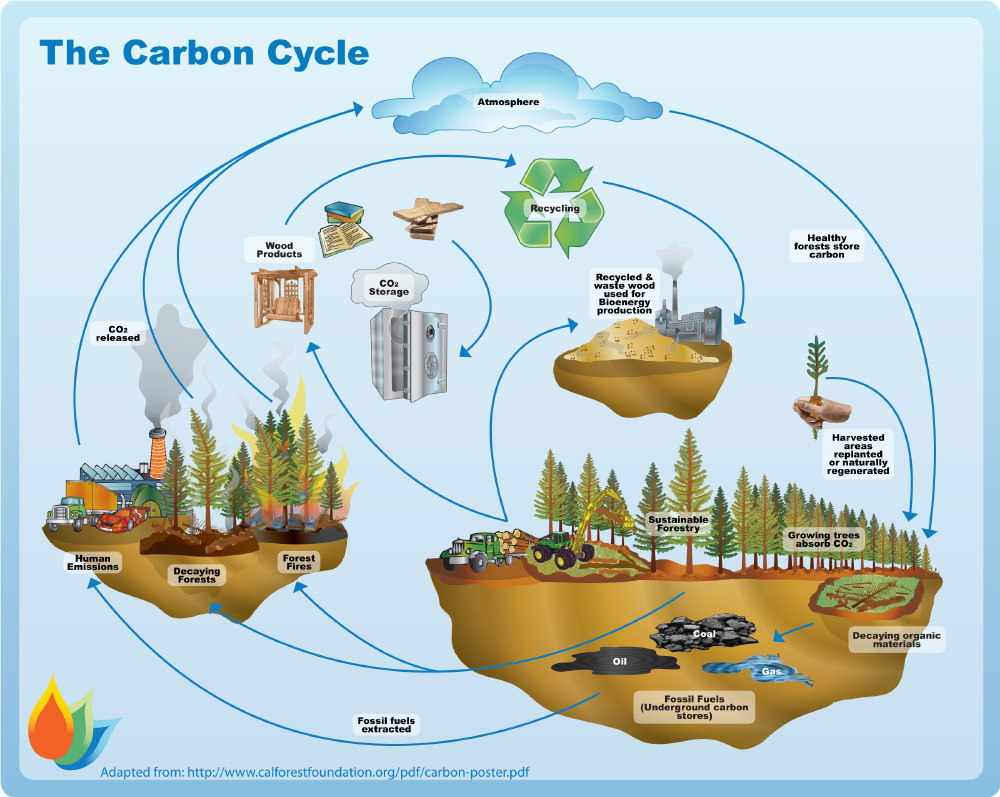 The Carbon Cycle
Atmosphere
Recycling
Wood
Products
CO₂
Storage
Healthy
forests store
carbon
Recycled &
waste wood
used for
Bioenergy
production
CO₂
released
Harvested
areas
replanted
or naturally
regenerated
Sustainable
Forestry
Growing trees
absorb CO₂
Human
Emissions
Decaying
Forests
Forest
Fires
Decaying organic
materials
Coal
Oil
Gas
Fossil Fuels
(Underground carbon
stores)
Fossil fuels
extracted
Adapted from: http://www.calforestfoundation.org/pdf/carbon-poster.pdf